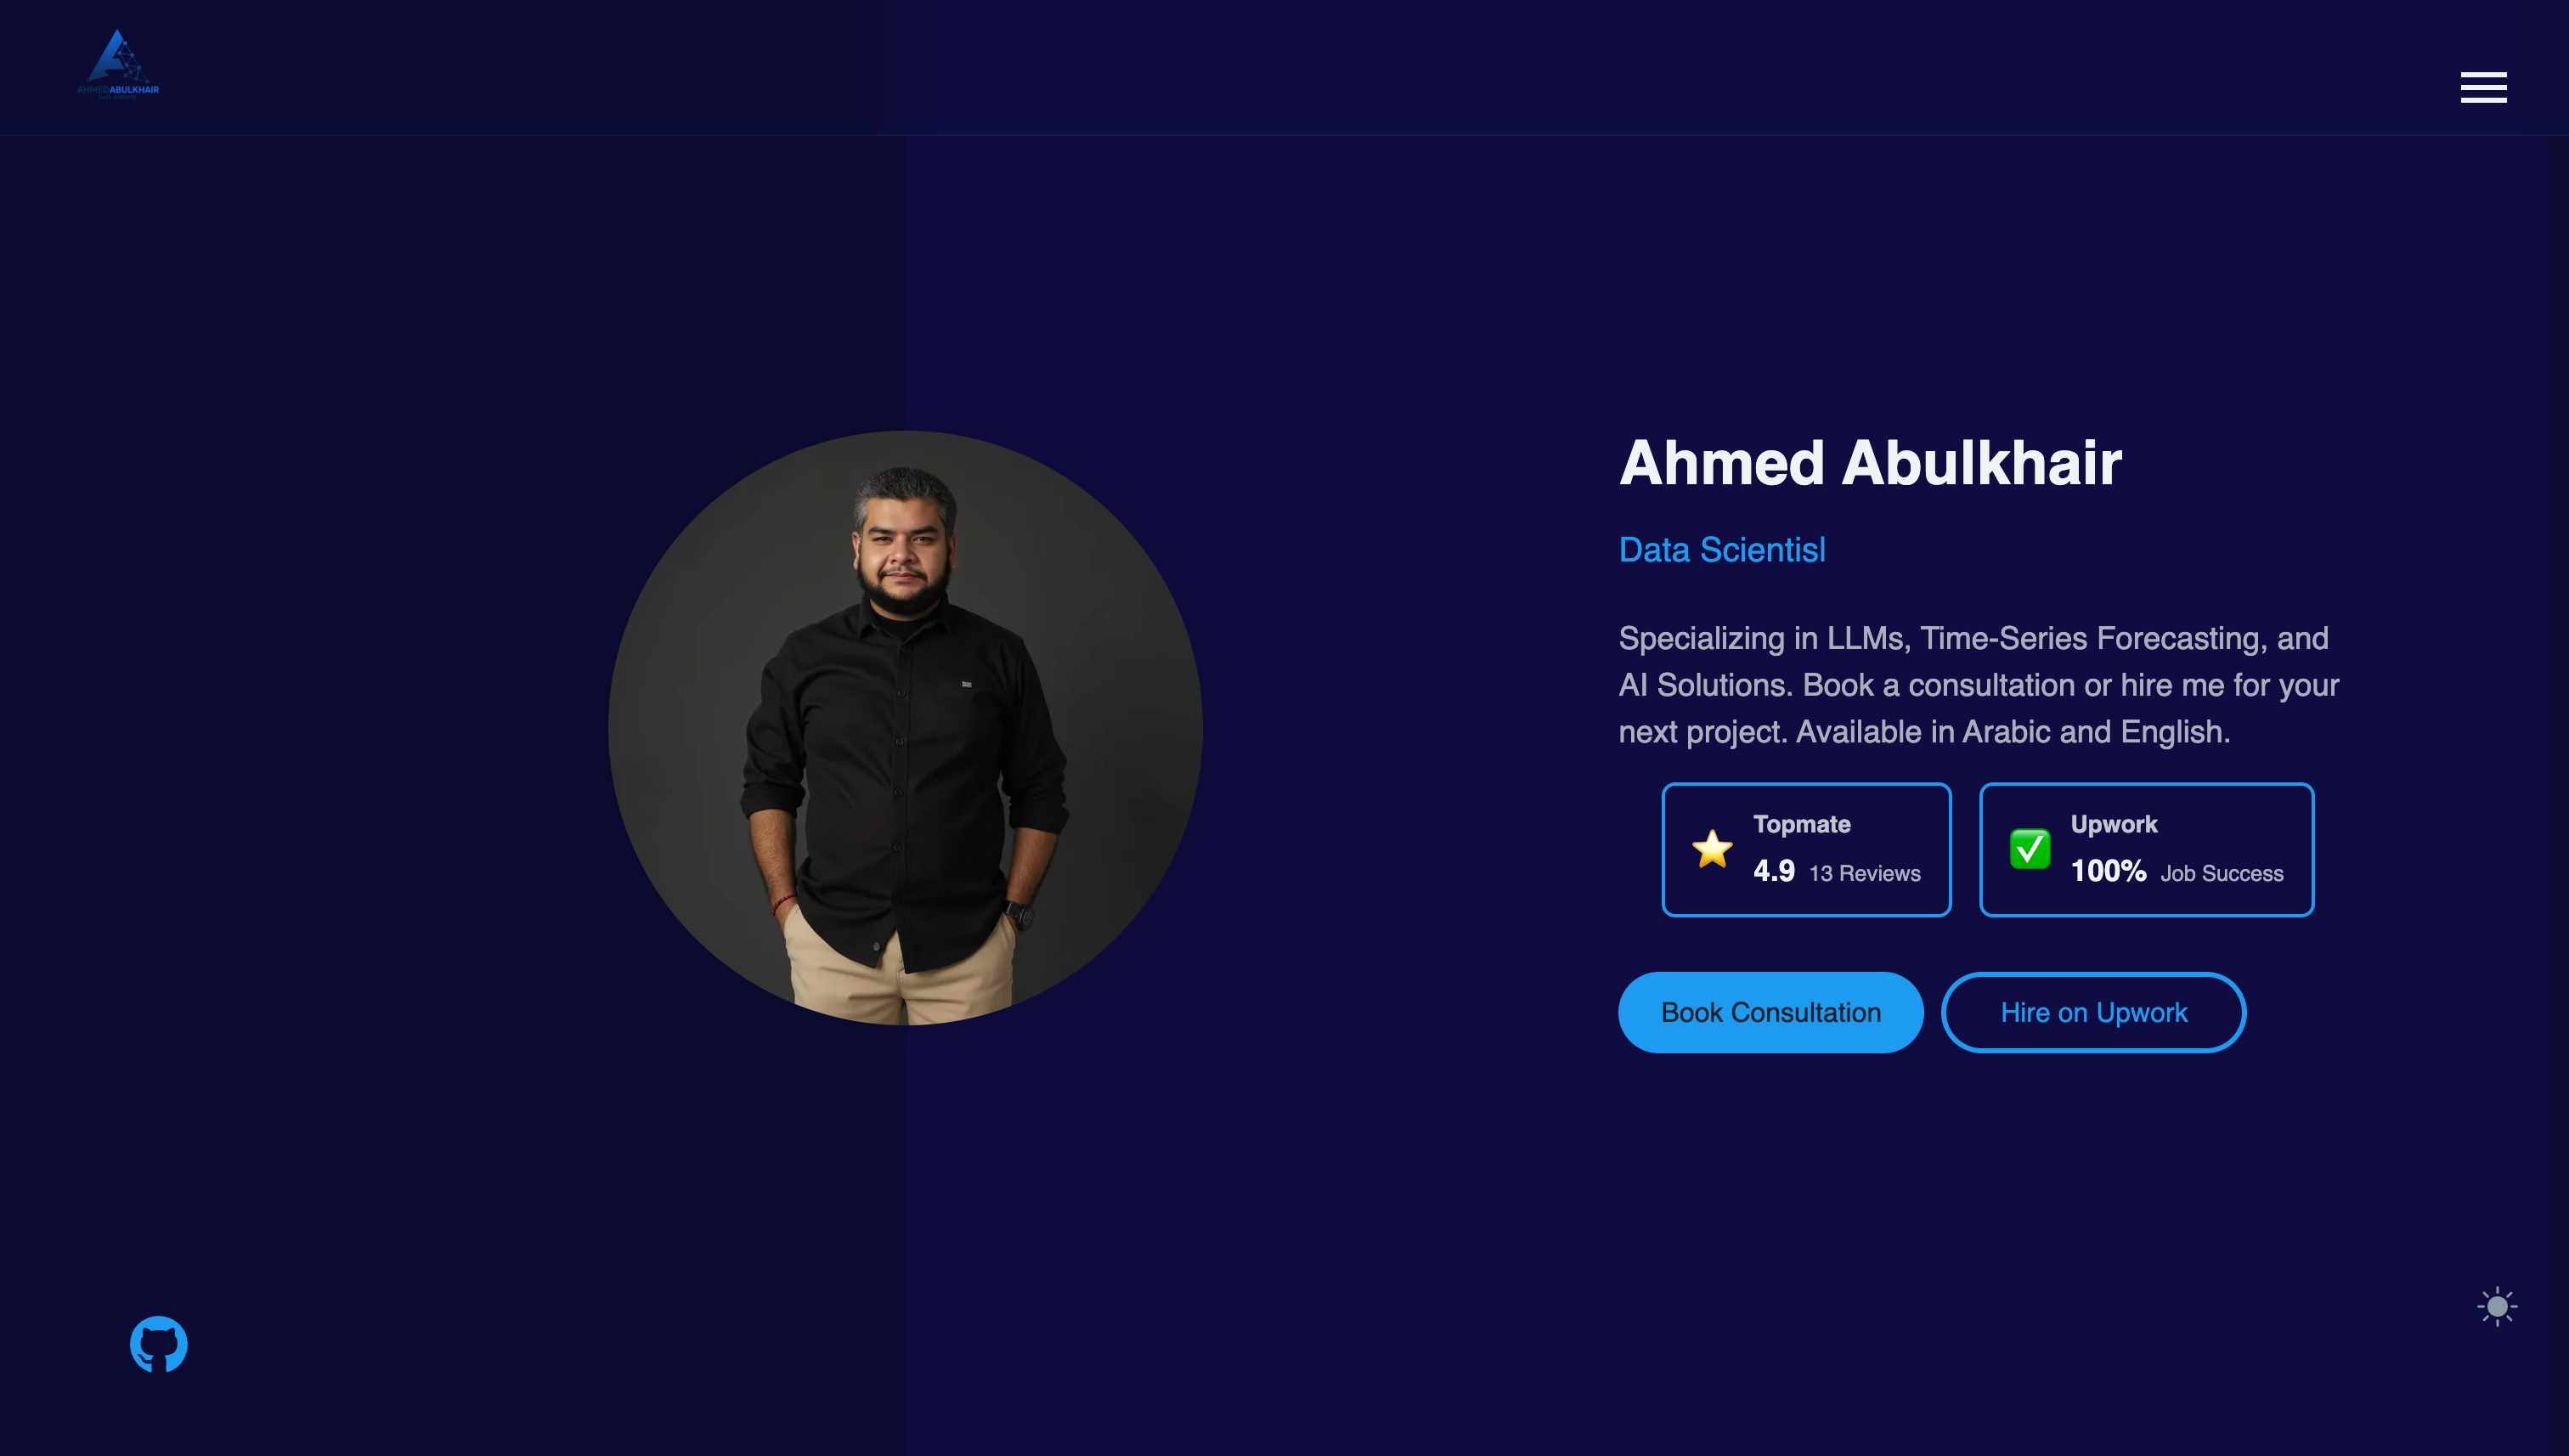 AHMEDABULKHAIR
Ahmed Abulkhair
Data Scientisl
Specializing in LLMs, Time-Series Forecasting, and
AI Solutions. Book a consultation or hire me for your
next project. Available in Arabic and English.
Topmate
4.9 13 Reviews
Upwork
100% Job Success
Book Consultation
Hire on Upwork